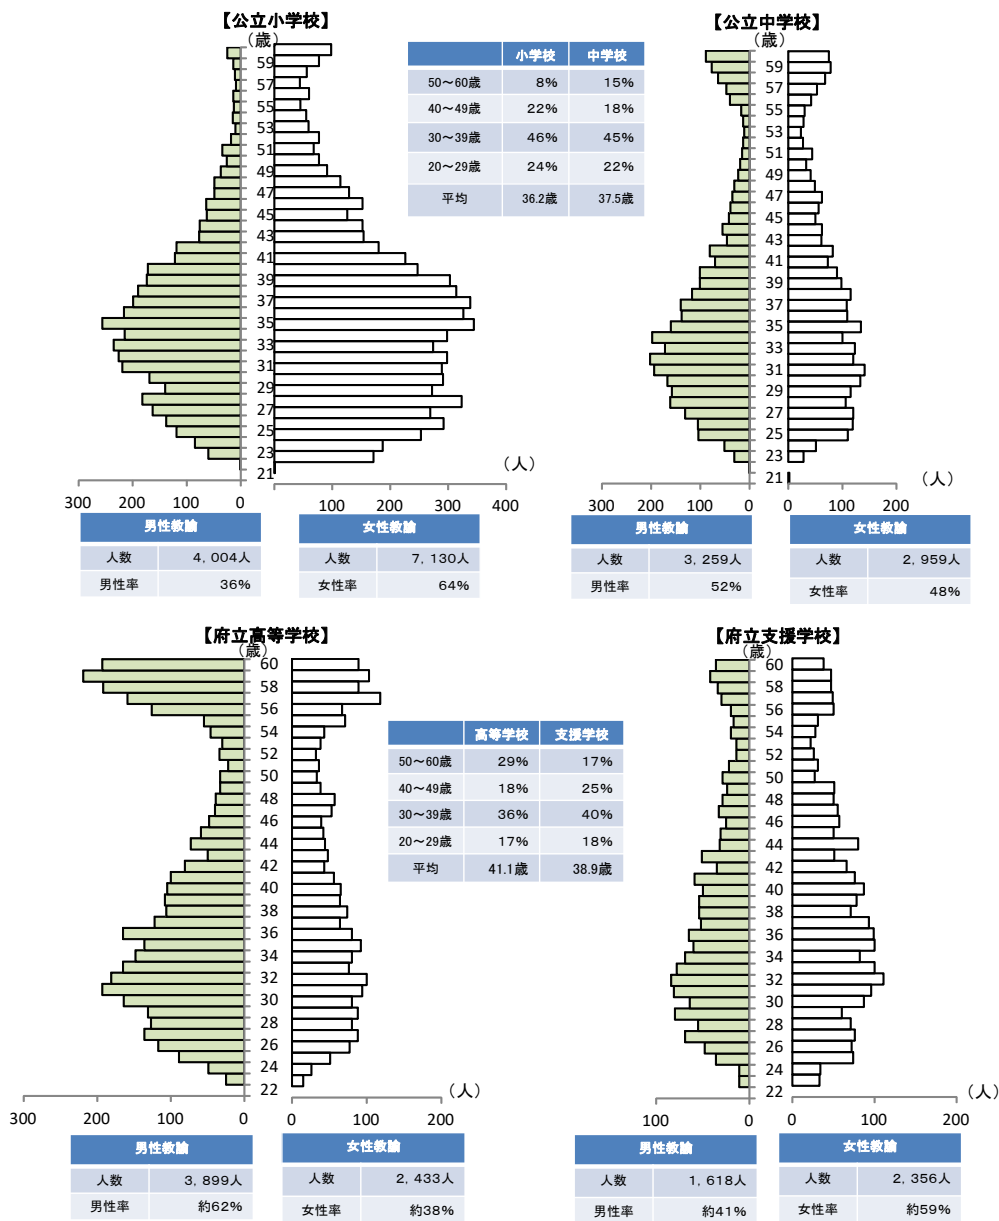 【公立小学校】
(歳)
59
57
55
53
51
49
47
45
43
41
39
37
35
33
31
29
27
25
23
21
(人)
300 200 100 0
100 200 300 400
小学校 中学校
50～60歳 8% 15%
40～49歳 22% 18%
30～39歳 46% 45%
20～29歳 24% 22%
平均 36.2歳 37.5歳
男性教諭
人数 4，004人
男性率 36%
女性教諭
人数 7，130人
女性率 64%
【公立中学校】
(歳)
59
57
55
53
51
49
47
45
43
41
39
37
35
33
31
29
27
25
23
21
(人)
300 200 100 0
0 100 200
男性教諭
人数 3，259人
男性率 52%
女性教諭
人数 2，959人
女性率 48%
【府立高等学校】
(歳)
60
58
56
54
52
50
48
46
44
42
40
38
36
34
32
30
28
26
24
22
(人)
300 200 100 0
0 100 200
高等学校 支援学校
50～60歳 29% 17%
40～49歳 18% 25%
30～39歳 36% 40%
20～29歳 17% 18%
平均 41.1歳 38.9歳
男性教諭
人数 3，899人
男性率 約62%
女性教諭
人数 2，433人
女性率 約38%
【府立支援学校】
(歳)
60
58
56
54
52
50
48
46
44
42
40
38
36
34
32
30
28
26
24
22
(人)
100 0
0 100 200
男性教諭
人数 1，618人
男性率 約41%
女性教諭
人数 2，356人
女性率 約59%